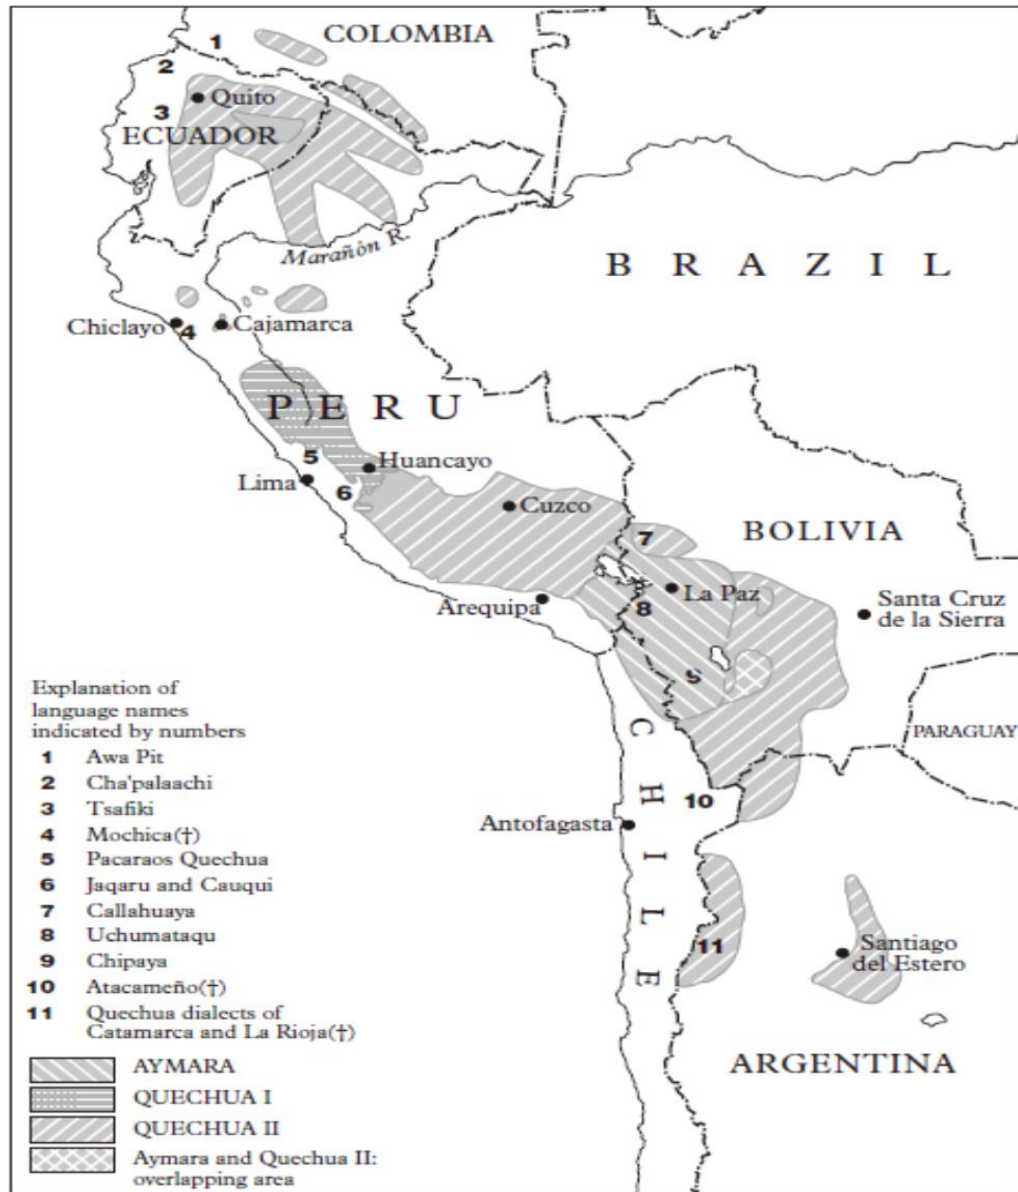 COLOMBIA
1
2
Quito
3
ECUADOR
Marañón R.
BRAZIL
Chiclayo
4
Cajamarca
PERU
5
Huancayo
Lima
6
Cuzco
7
BOLIVIA
La Paz
Arequipa
8
Santa Cruz
de la Sierra
9
PARAGUAY
CHILE
10
Antofagasta
11
Santiago
del Estero
ARGENTINA
Explanation of
language names
indicated by numbers
1 Awa Pit
2 Cha'palaachi
3 Tsafiki
4 Mochica(†)
5 Pacaraos Quechua
6 Jaqaru and Cauqui
7 Callahuaya
8 Uchumataqu
9 Chipaya
10 Atacameño(†)
11 Quechua dialects of
Catamarca and La Rioja(†)
AYMARA
QUECHUA I
QUECHUA II
Aymara and Quechua II:
overlapping area